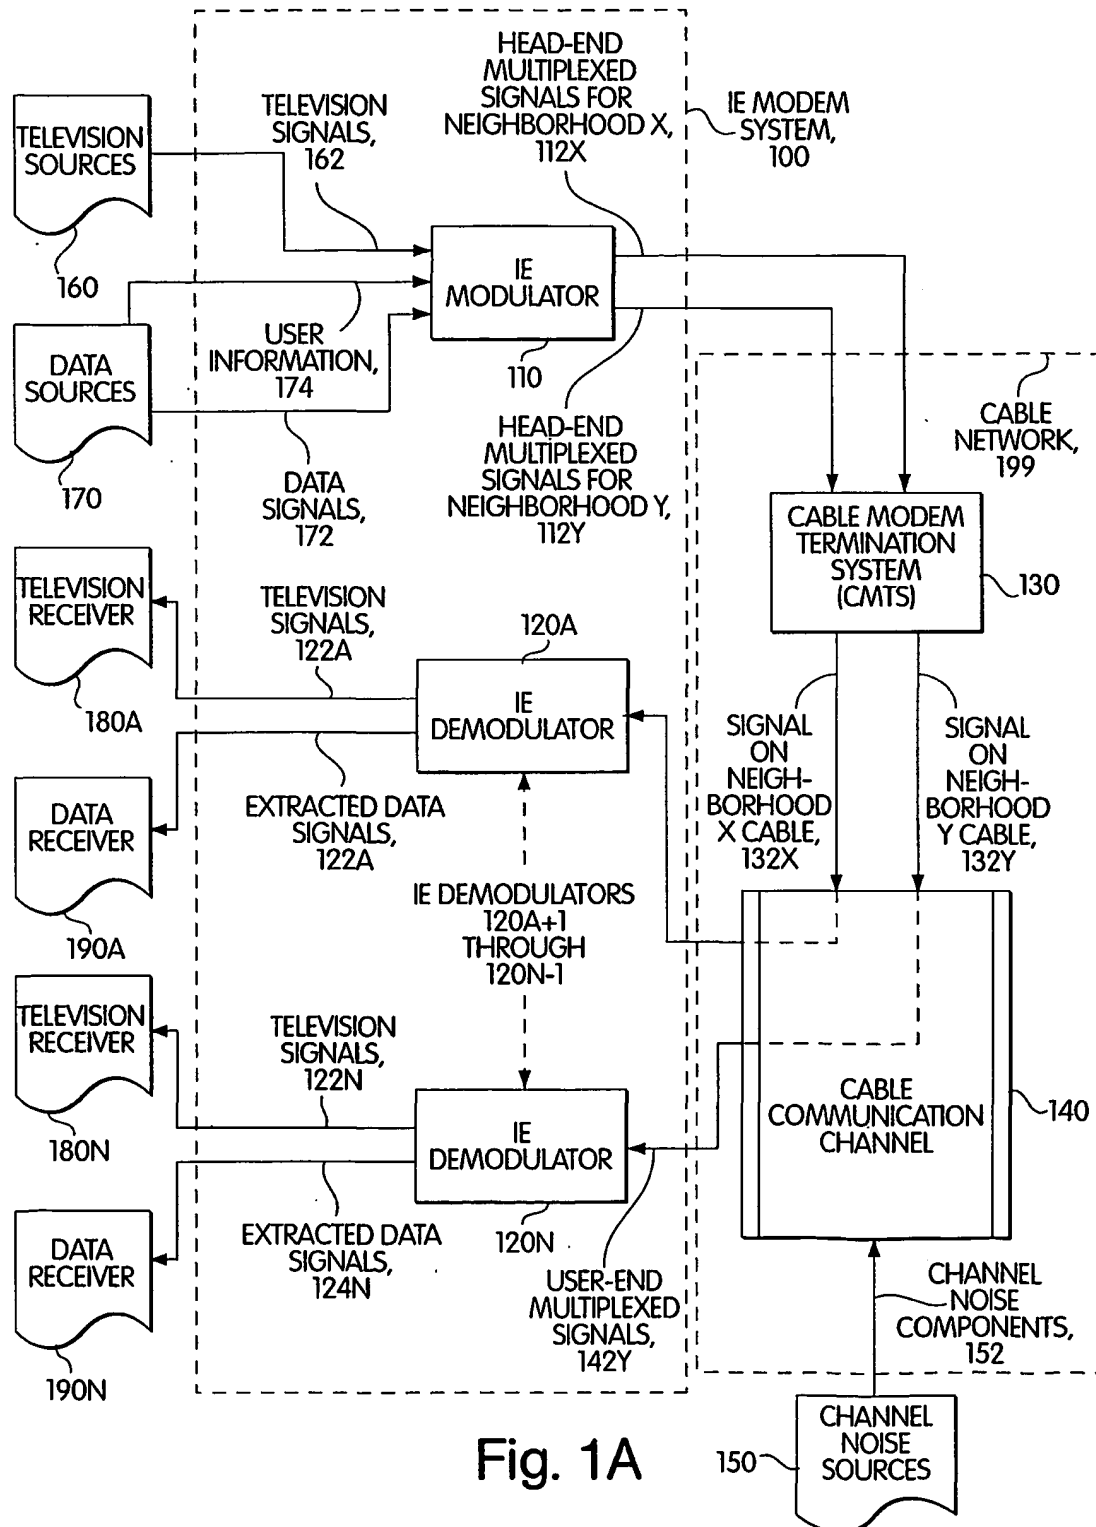 HEAD-END
MULTIPLEXED
SIGNALS FOR
NEIGHBORHOOD X,
112X
IE MODEM
SYSTEM,
100
TELEVISION
SOURCES
160
TELEVISION
SIGNALS,
162
IE
MODULATOR
110
DATA
SOURCES
170
USER
INFORMATION,
174
DATA
SIGNALS,
172
HEAD-END
MULTIPLEXED
SIGNALS FOR
NEIGHBORHOOD Y,
112Y
CABLE
NETWORK,
199
CABLE MODEM
TERMINATION
SYSTEM
(CMTS)
130
TELEVISION
RECEIVER
180A
TELEVISION
SIGNALS,
122A
120A
IE
DEMODULATOR
SIGNAL
ON
NEIGH-
BORHOOD
X CABLE,
132X
SIGNAL
ON
NEIGH-
BORHOOD
Y CABLE,
132Y
DATA
RECEIVER
190A
EXTRACTED DATA
SIGNALS,
122A
IE DEMODULATORS
120A+1
THROUGH
120N-1
TELEVISION
RECEIVER
180N
TELEVISION
SIGNALS,
122N
IE
DEMODULATOR
120N
CABLE
COMMUNICATION
CHANNEL
140
DATA
RECEIVER
190N
EXTRACTED DATA
SIGNALS,
124N
USER-END
MULTIPLEXED
SIGNALS,
142Y
CHANNEL
NOISE
COMPONENTS,
152
CHANNEL
NOISE
SOURCES
150
Fig. 1A